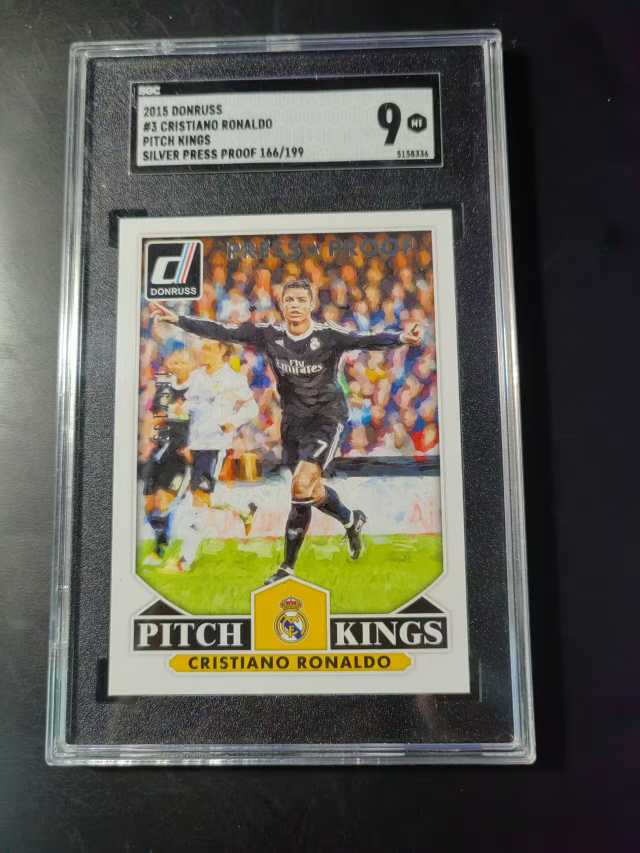 SGC
2015 DONRUSS
#3 CRISTIANO RONALDO
PITCH KINGS
SILVER PRESS PROOF 166/199
9 MT
5158336
PRESS PROOF
DONRUSS
Fly
Emirates
7
PITCH KINGS
CRISTIANO RONALDO